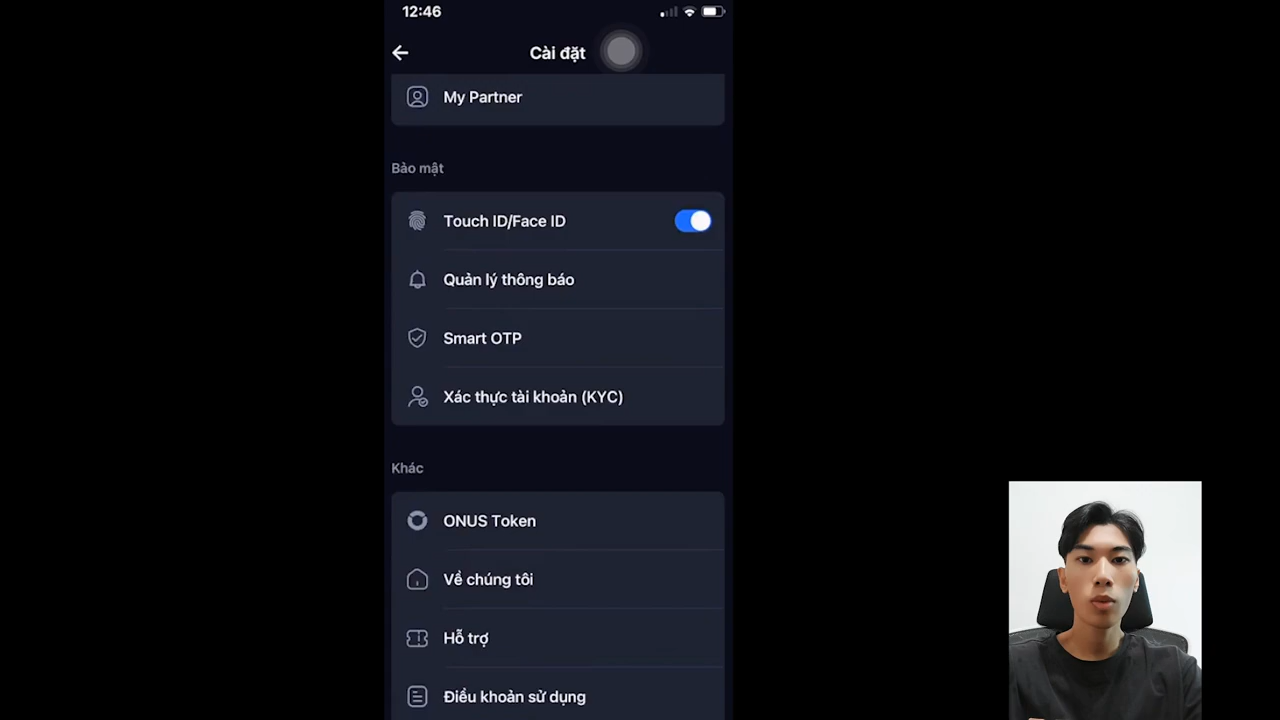 12:46
Cài đặt
My Partner
Bảo mật
Touch ID/Face ID
Quản lý thông báo
Smart OTP
Xác thực tài khoản (KYC)
Khác
ONUS Token
Về chúng tôi
Hỗ trợ
Điều khoản sử dụng